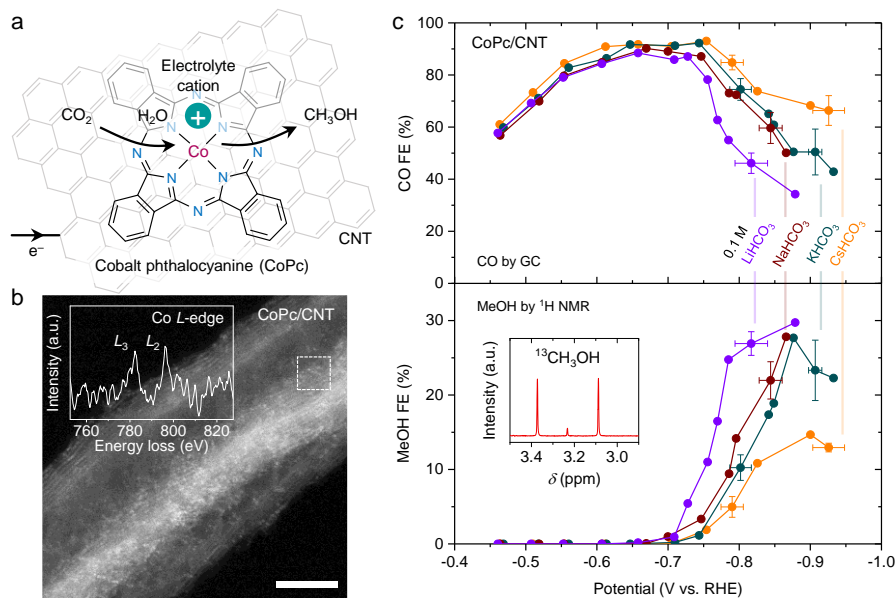 a
Electrolyte
cation
CO₂
H₂O
+
CH₃OH
N
N
N
N
Co
N
N
N
N
CNT
e⁻
Cobalt phthalocyanine (CoPc)
b
Co L-edge
CoPc/CNT
L₃
L₂
Intensity (a.u.)
760 780 800 820
Energy loss (eV)
c
CoPc/CNT
CO FE (%)
100
80
60
40
20
0
0.1 M
LiHCO₃
NaHCO₃
KHCO₃
CsHCO₃
CO by GC
MeOH by ¹H NMR
MeOH FE (%)
30
20
10
0
¹³CH₃OH
Intensity (a.u.)
3.4 3.2 3.0
δ (ppm)
-0.4 -0.5 -0.6 -0.7 -0.8 -0.9 -1.0
Potential (V vs. RHE)